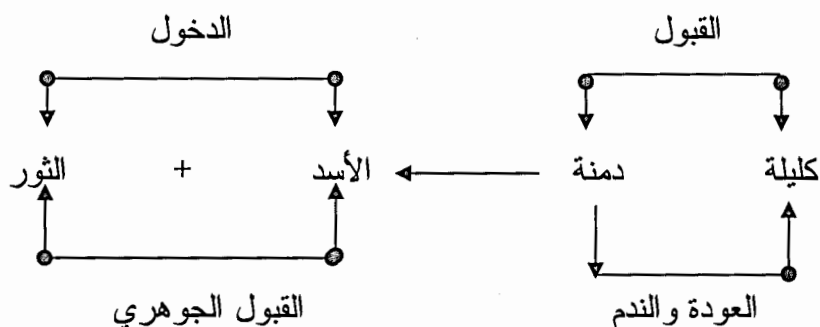 القبول الدخول
كليلة دمنة الأسد + الثور
العودة والندم القبول الجوهري